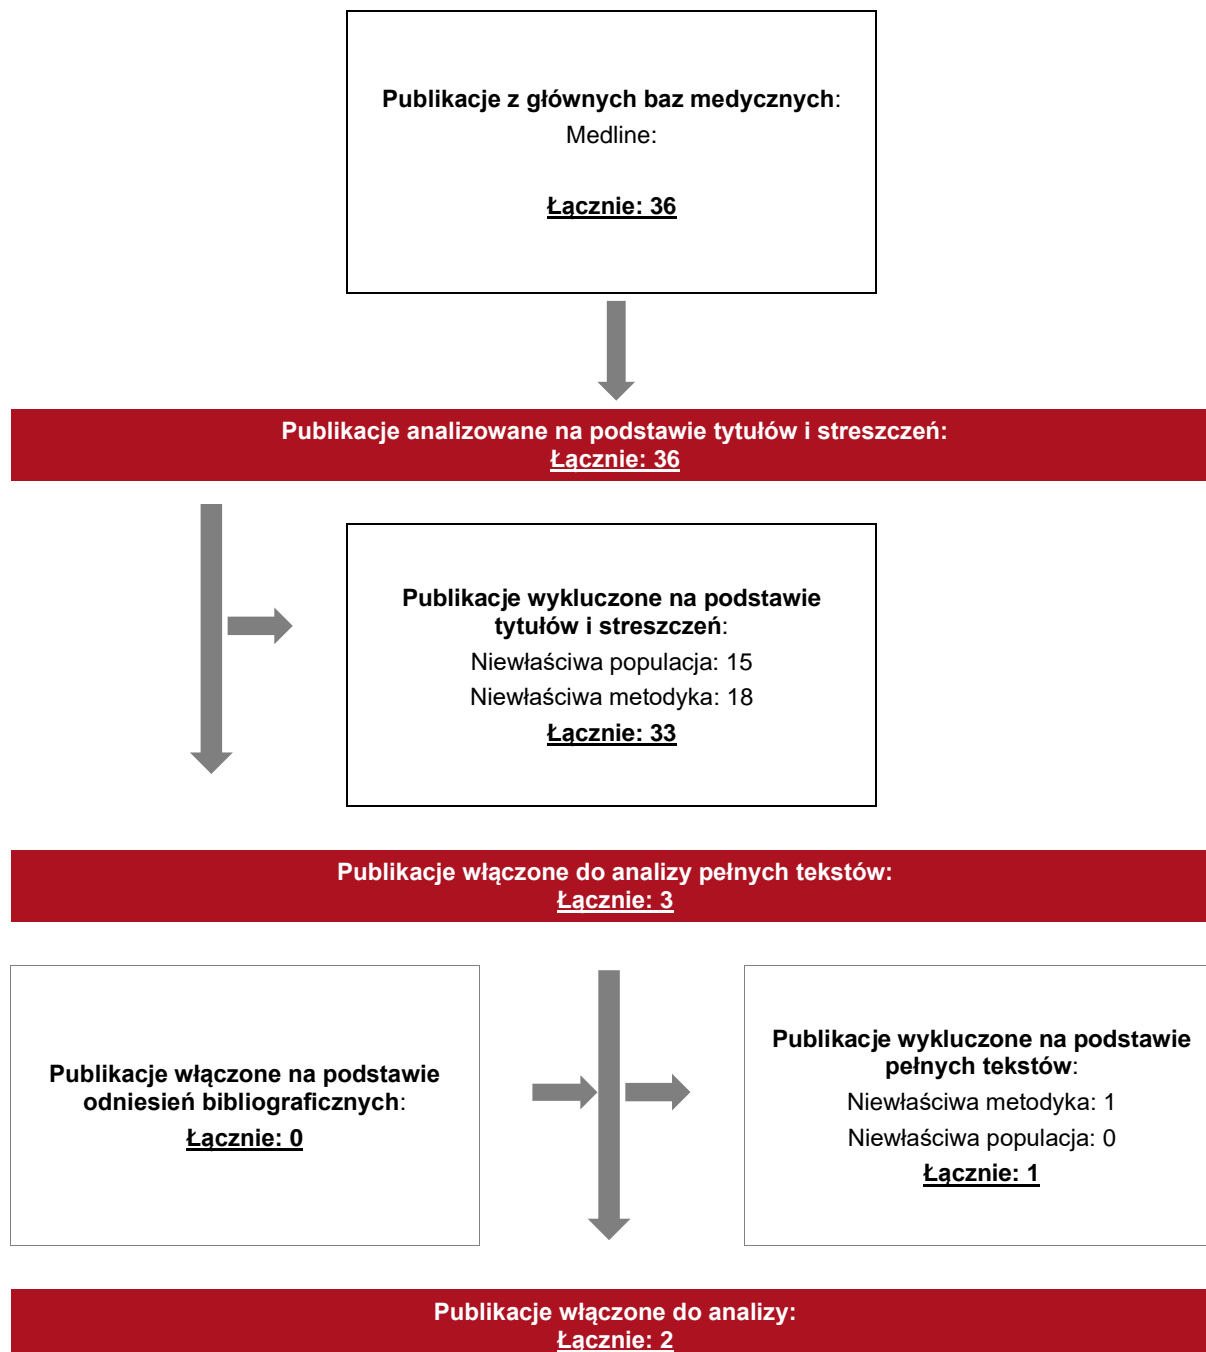 Publikacje z głównych baz medycznych:
Medline:
Łącznie: 36
Publikacje analizowane na podstawie tytułów i streszczeń:
Łącznie: 36
Publikacje wykluczone na podstawie
tytułów i streszczeń:
Niewłaściwa populacja: 15
Niewłaściwa metodyka: 18
Łącznie: 33
Publikacje włączone do analizy pełnych tekstów:
Łącznie: 3
Publikacje włączone na podstawie
odniesień bibliograficznych:
Łącznie: 0
Publikacje wykluczone na podstawie
pełnych tekstów:
Niewłaściwa metodyka: 1
Niewłaściwa populacja: 0
Łącznie: 1
Publikacje włączone do analizy:
Łącznie: 2